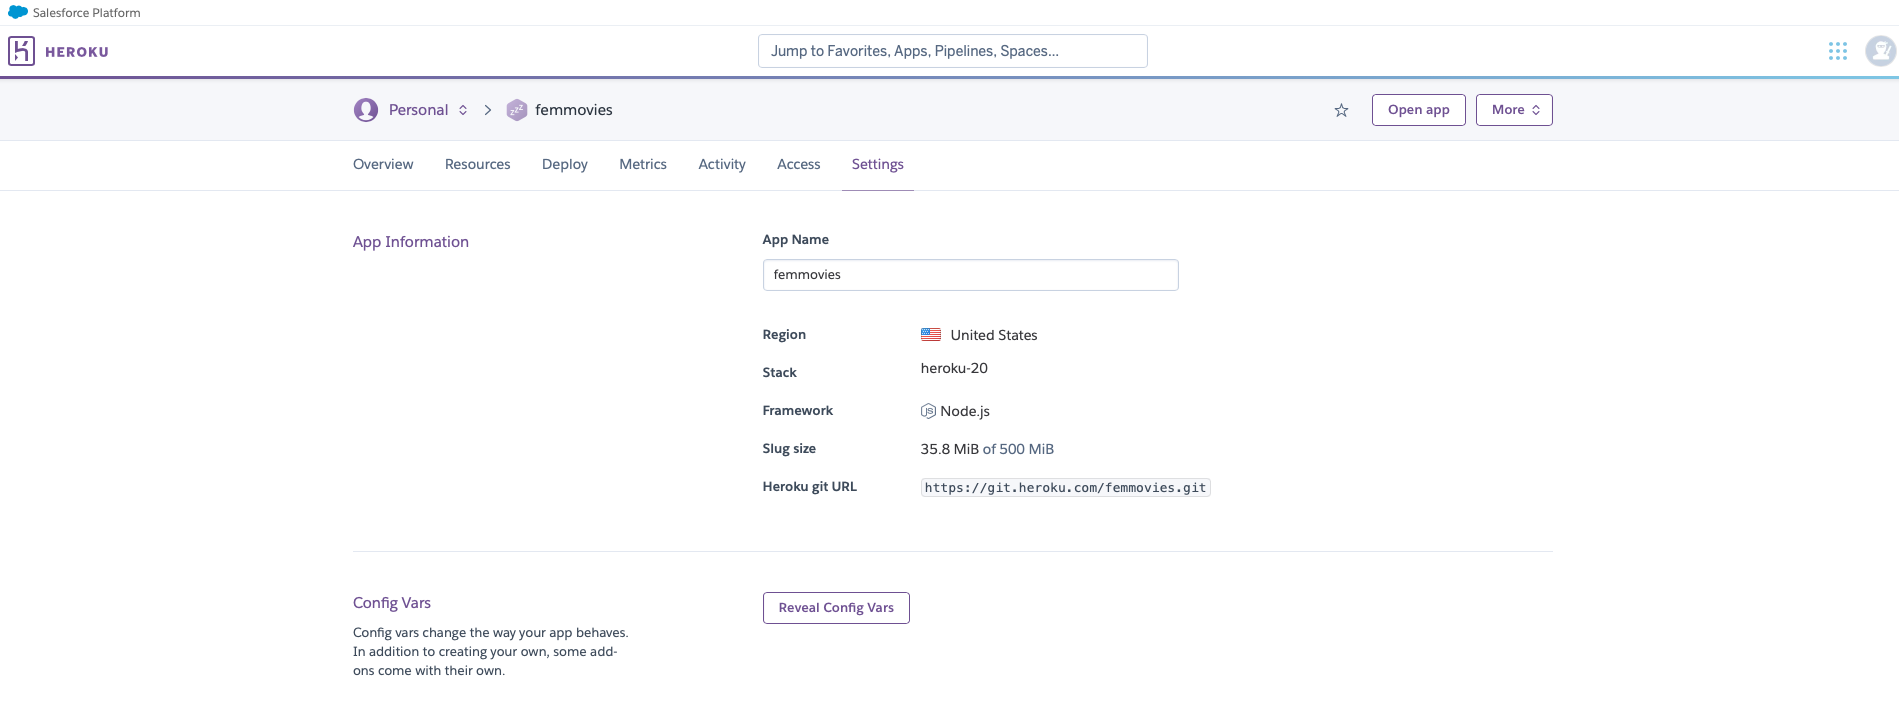 Salesforce Platform
HEROKU
Jump to Favorites, Apps, Pipelines, Spaces...
Personal > femmovies
Open app
More
Overview Resources Deploy Metrics Activity Access Settings
App Information
App Name
femmovies
Region United States
Stack heroku-20
Framework Node.js
Slug size 35.8 MiB of 500 MiB
Heroku git URL https://git.heroku.com/femmovies.git
Config Vars
Reveal Config Vars
Config vars change the way your app behaves.
In addition to creating your own, some add-
ons come with their own.